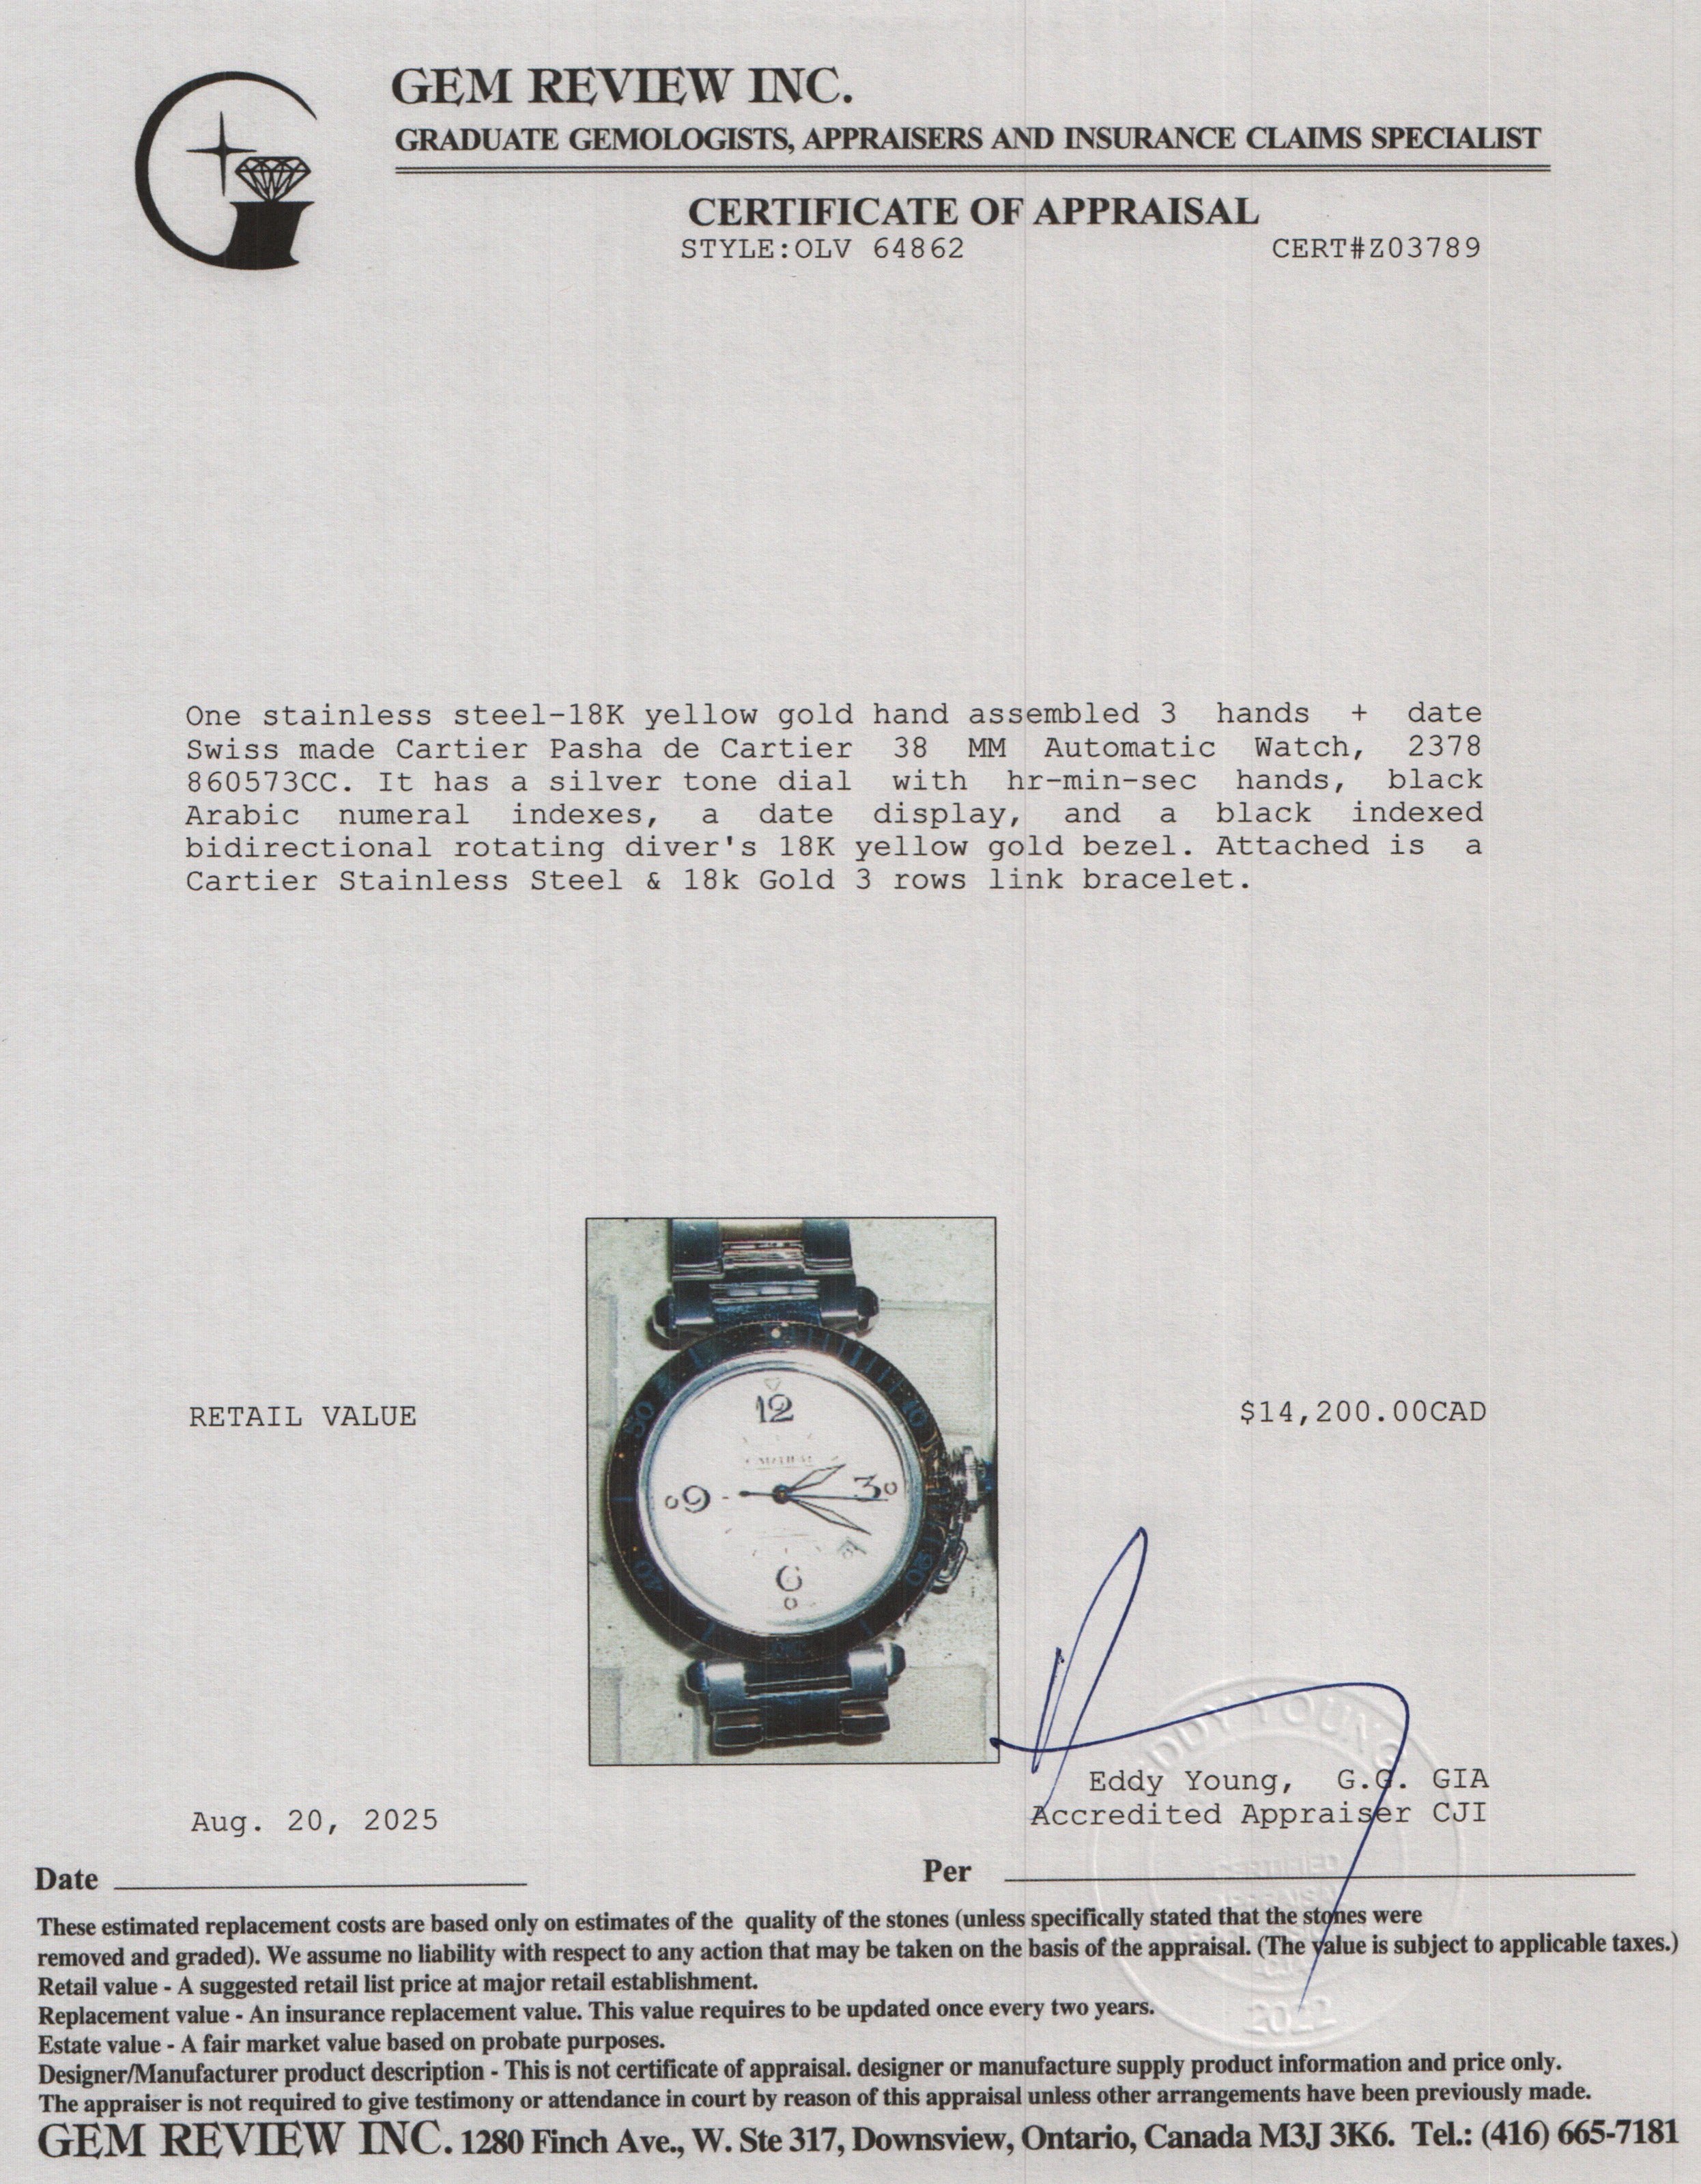 GEM REVIEW INC.
GRADUATE GEMOLOGISTS, APPRAISERS AND INSURANCE CLAIMS SPECIALIST
CERTIFICATE OF APPRAISAL
STYLE:OLV 64862 CERT#Z03789
One stainless steel-18K yellow gold hand assembled 3 hands + date
Swiss made Cartier Pasha de Cartier 38 MM Automatic Watch, 2378
860573CC. It has a silver tone dial with hr-min-sec hands, black
Arabic numeral indexes, a date display, and a black indexed
bidirectional rotating diver's 18K yellow gold bezel. Attached is a
Cartier Stainless Steel & 18k Gold 3 rows link bracelet.
12
3
9
50
40
RETAIL VALUE $14,200.00CAD
EDDY YOUNG
Eddy Young, G.G. GIA
Accredited Appraiser CJI
Aug. 20, 2025
Date
Per
CERTIFIED
2022
These estimated replacement costs are based only on estimates of the quality of the stones (unless specifically stated that the stones were
removed and graded). We assume no liability with respect to any action that may be taken on the basis of the appraisal. (The value is subject to applicable taxes.)
Retail value - A suggested retail list price at major retail establishment.
Replacement value - An insurance replacement value. This value requires to be updated once every two years.
Estate value - A fair market value based on probate purposes.
Designer/Manufacturer product description - This is not certificate of appraisal. designer or manufacture supply product information and price only.
The appraiser is not required to give testimony or attendance in court by reason of this appraisal unless other arrangements have been previously made.
GEM REVIEW INC. 1280 Finch Ave., W. Ste 317, Downsview, Ontario, Canada M3J 3K6. Tel.: (416) 665-7181